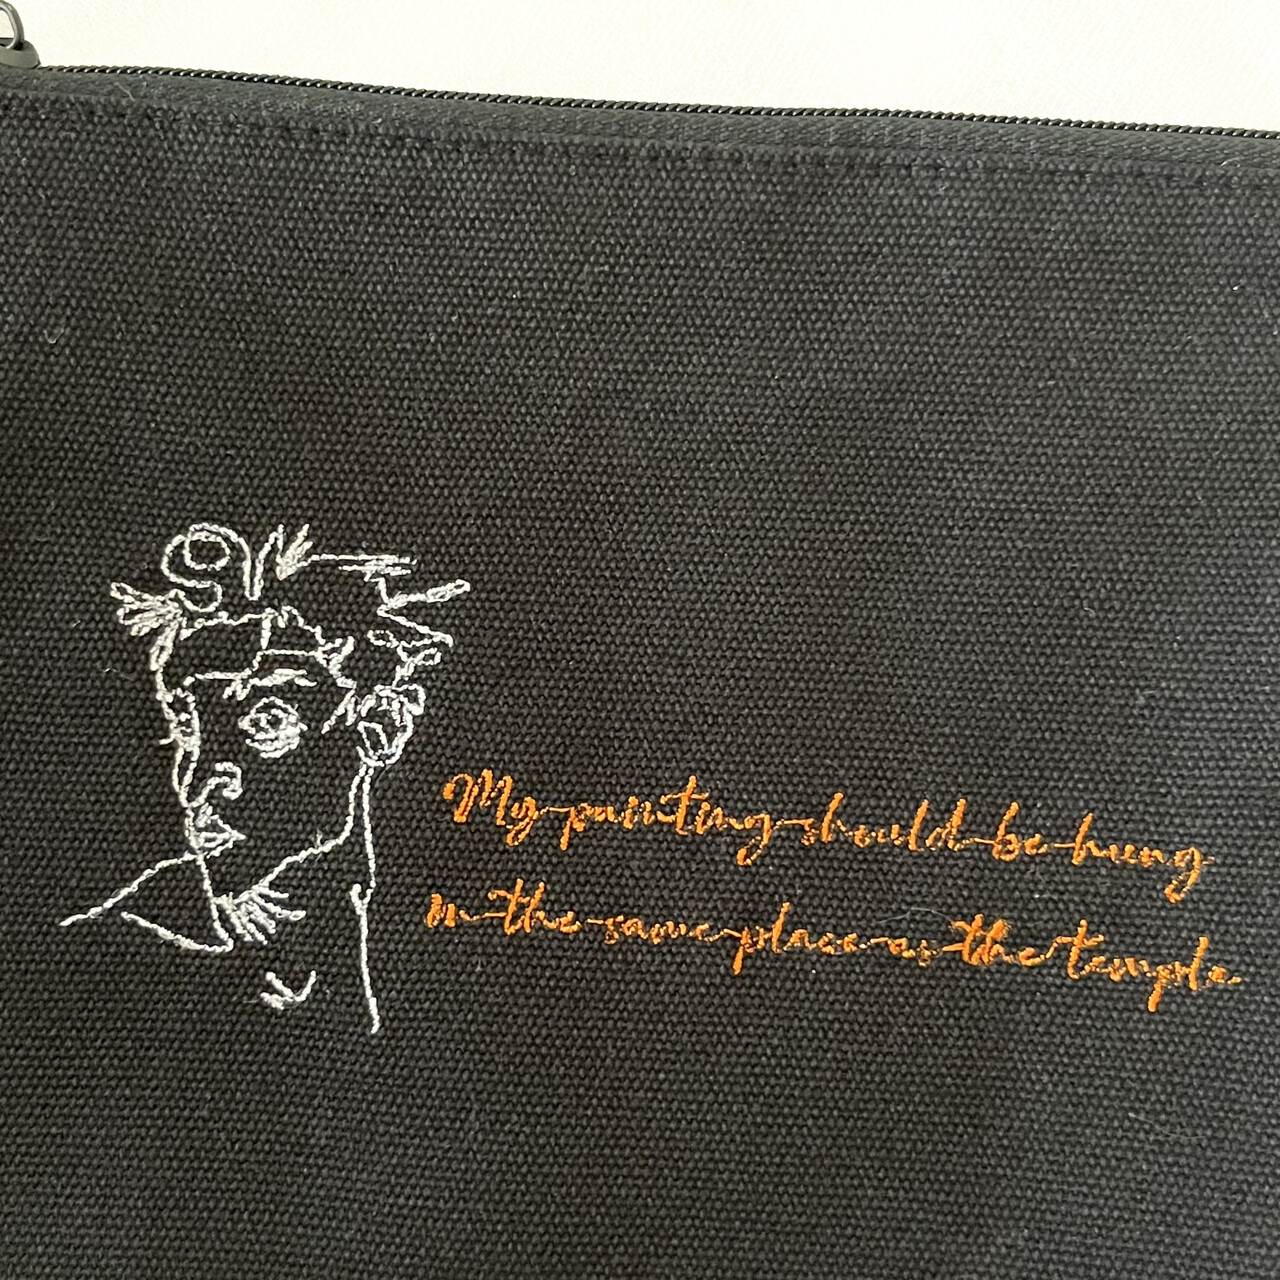 My painting should be hung
in the same place as the temple